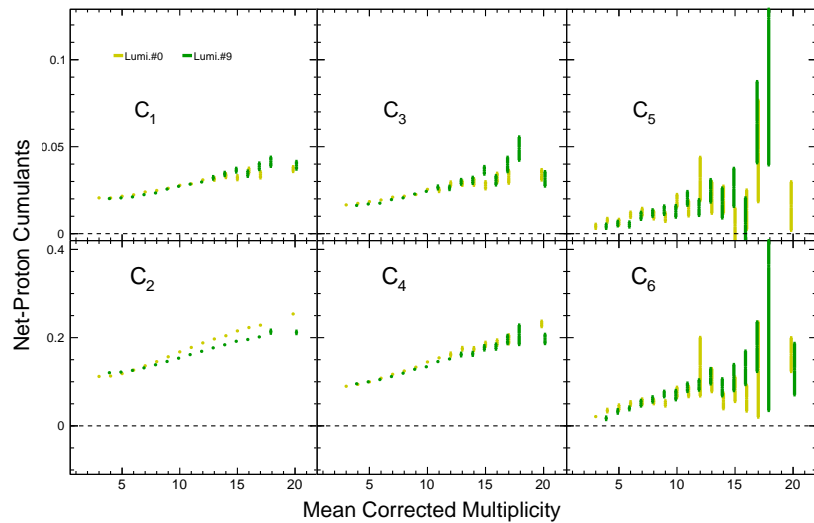 0.1
Lumi.#0 Lumi.#9
C1 C3 C5
0.05
0
Net-Proton Cumulants
0.4
C2 C4 C6
0.2
0
5 10 15 20 5 10 15 20 5 10 15 20
Mean Corrected Multiplicity